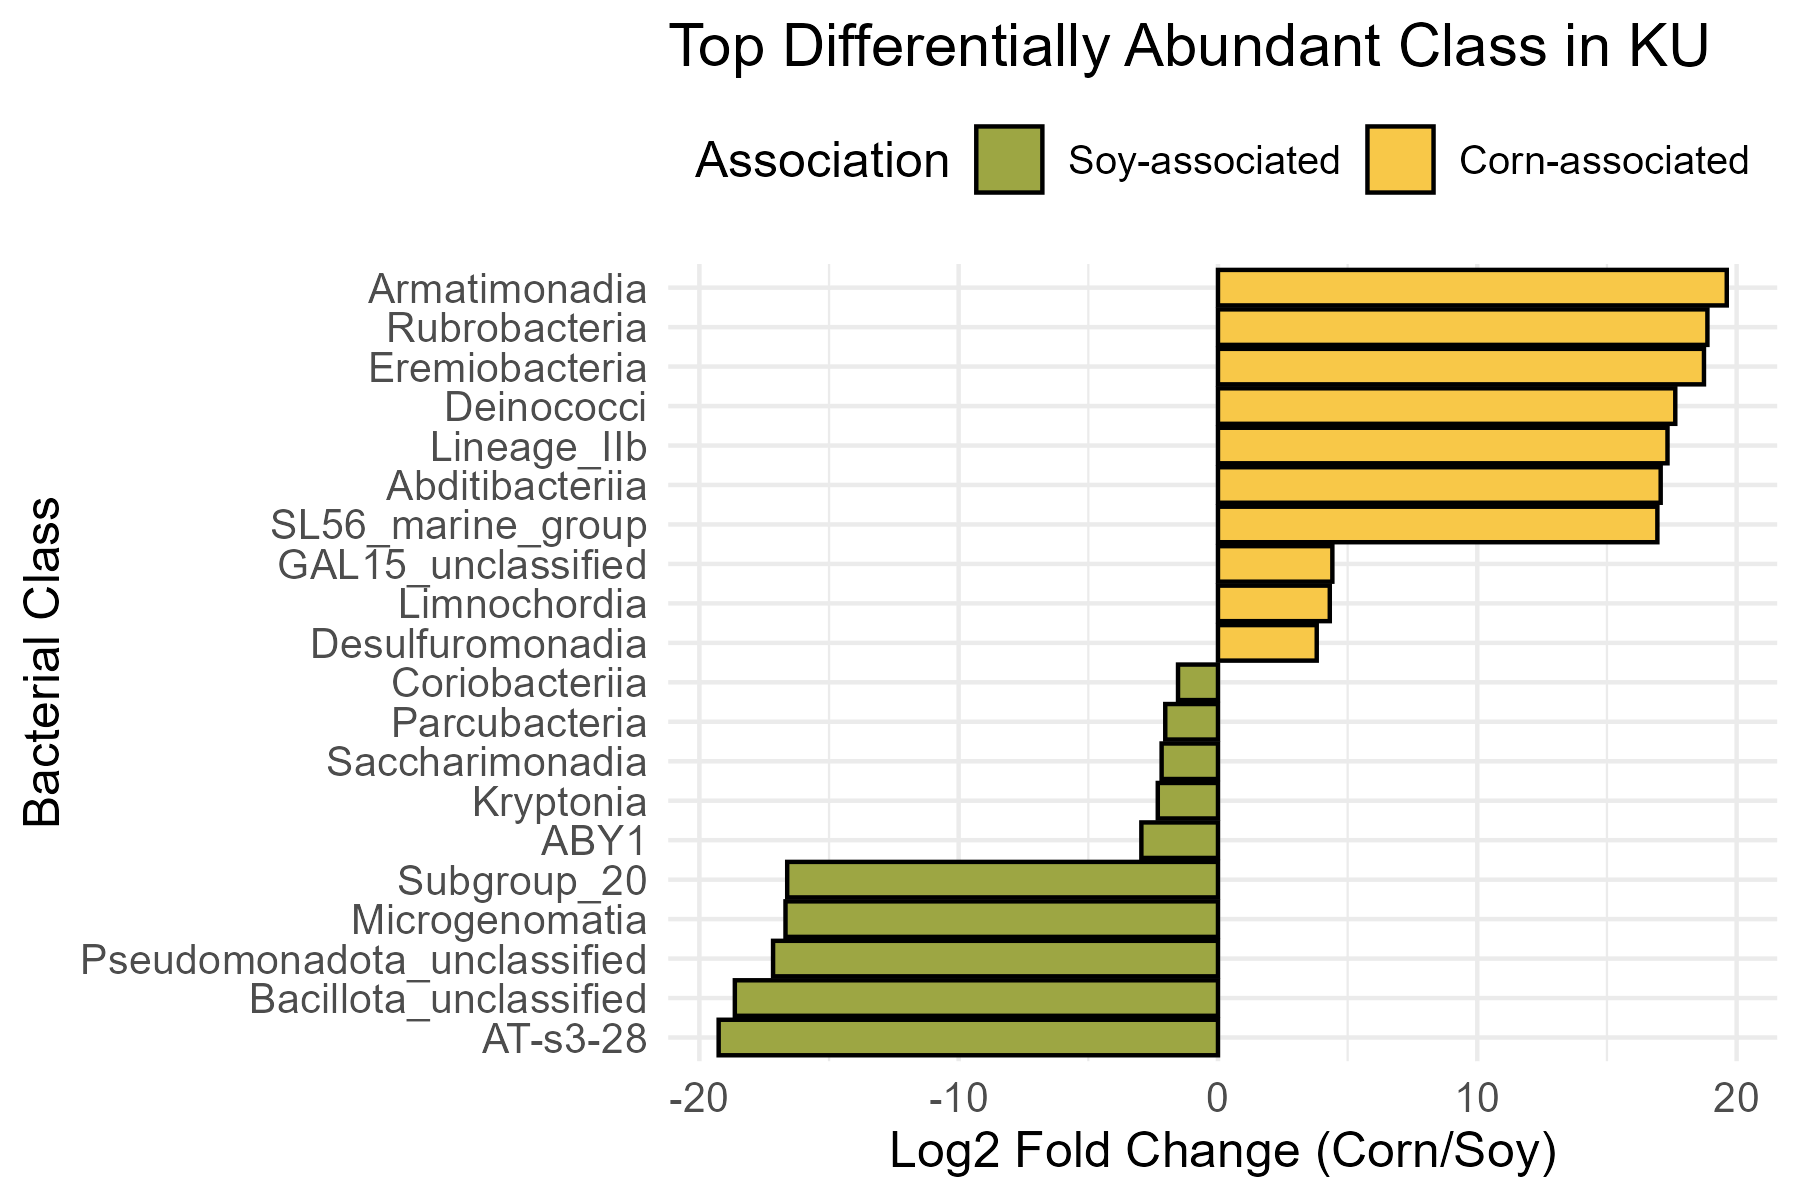 Top Differentially Abundant Class in KU
Association Soy-associated Corn-associated
Armatimonadia
Rubrobacteria
Eremiobacteria
Deinococci
Lineage_IIb
Abditibacteriia
SL56_marine_group
GAL15_unclassified
Limnochordia
Desulfuromonadia
Coriobacteriia
Parcubacteria
Saccharimonadia
Kryptonia
ABY1
Subgroup_20
Microgenomatia
Pseudomonadota_unclassified
Bacillota_unclassified
AT-s3-28
Bacterial Class
-20 -10 0 10 20
Log2 Fold Change (Corn/Soy)